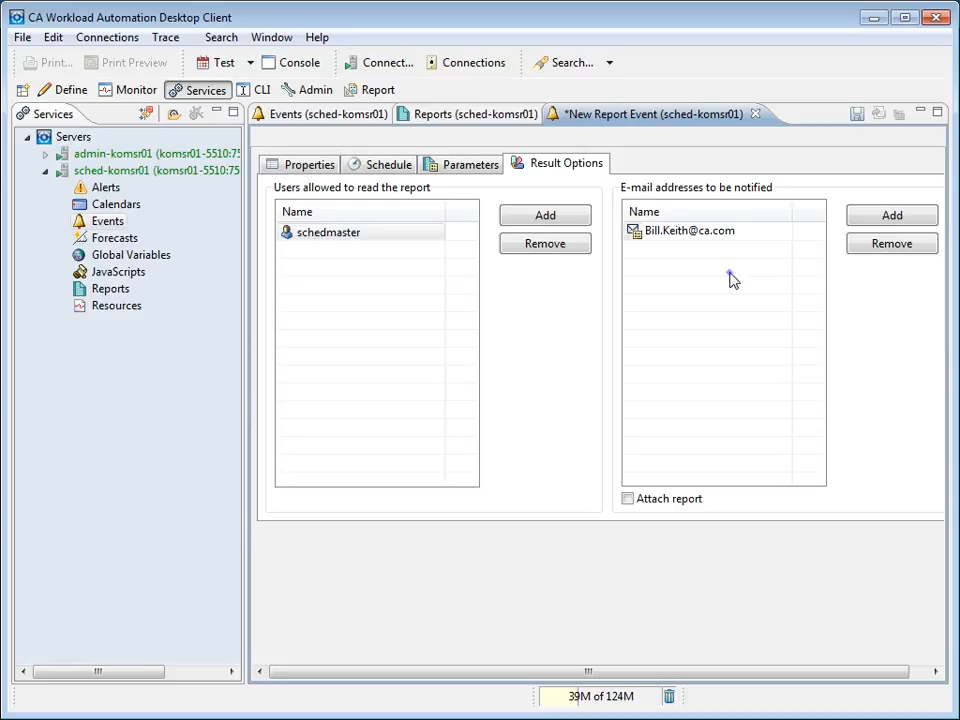 CA Workload Automation Desktop Client
File Edit Connections Trace Search Window Help
Print... Print Preview Test Console Connect... Connections Search...
Define Monitor Services CLI Admin Report
Services Events (sched-komsr01) Reports (sched-komsr01) *New Report Event (sched-komsr01)
Servers
admin-komsr01 (komsr01-5510:75
sched-komsr01 (komsr01-5510:75
Alerts
Calendars
Events
Forecasts
Global Variables
JavaScripts
Reports
Resources
Properties Schedule Parameters Result Options
Users allowed to read the report
Name
schedmaster
Add
Remove
E-mail addresses to be notified
Name
Bill.Keith@ca.com
Add
Remove
Attach report
39M of 124M